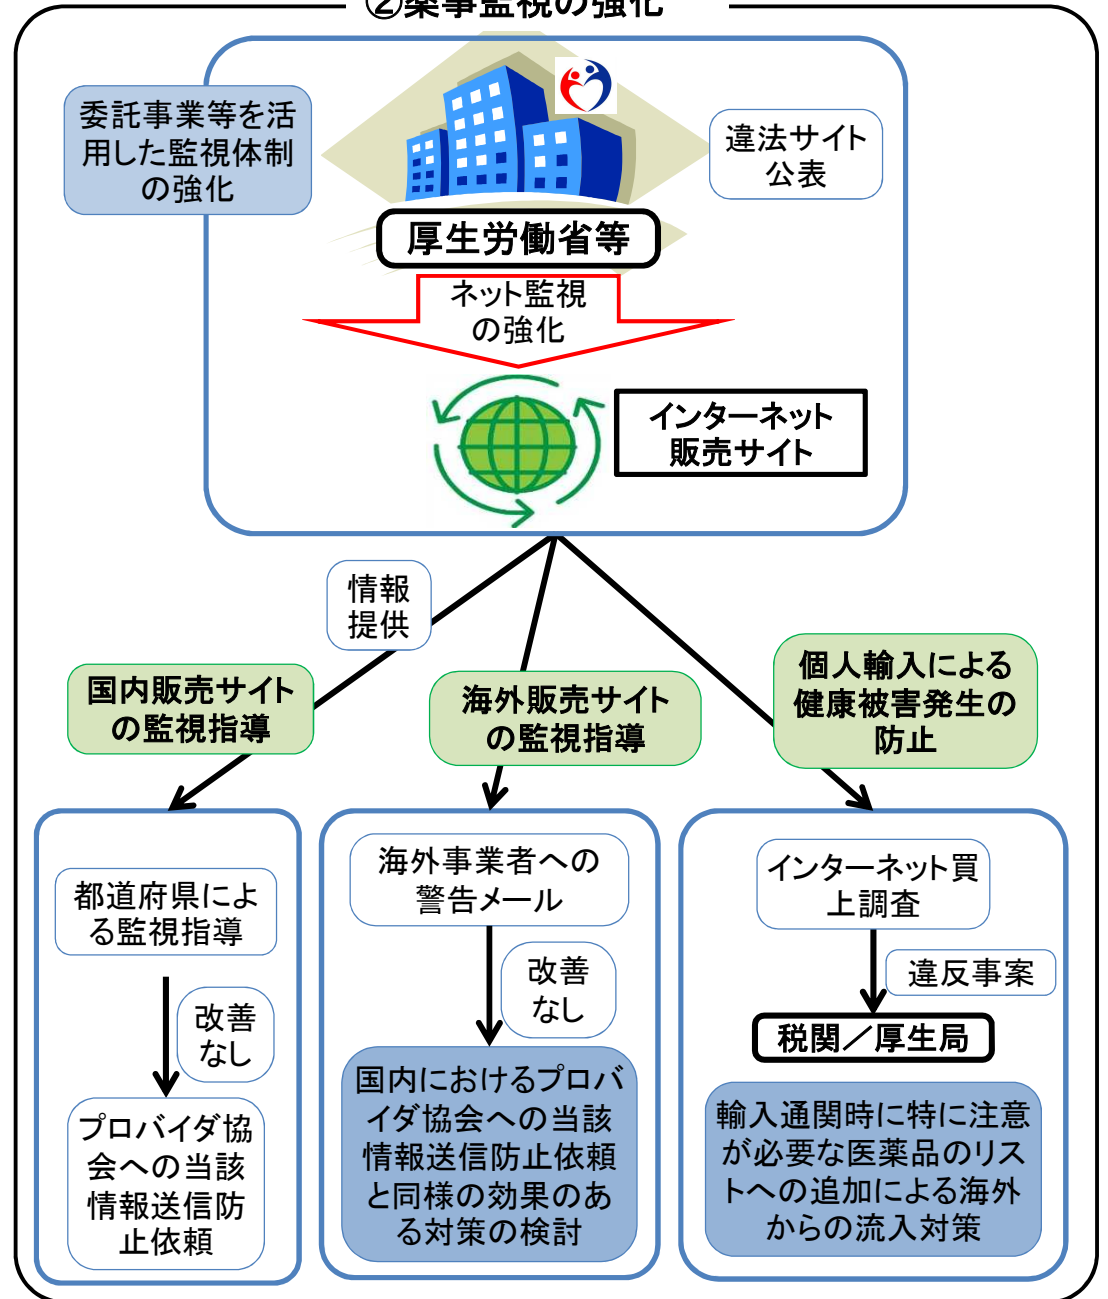 ②薬事監視の強化
委託事業等を活
用した監視体制
の強化
違法サイト
公表
厚生労働省等
ネット監視
の強化
インターネット
販売サイト
情報
提供
国内販売サイト
の監視指導
海外販売サイト
の監視指導
個人輸入による
健康被害発生の
防止
都道府県によ
る監視指導
改善
なし
プロバイダ協
会への当該
情報送信防
止依頼
海外事業者への
警告メール
改善
なし
国内におけるプロバ
イダ協会への当該
情報送信防止依頼
と同様の効果のあ
る対策の検討
インターネット買
上調査
違反事案
税関／厚生局
輸入通関時に特に注意
が必要な医薬品のリス
トへの追加による海外
からの流入対策